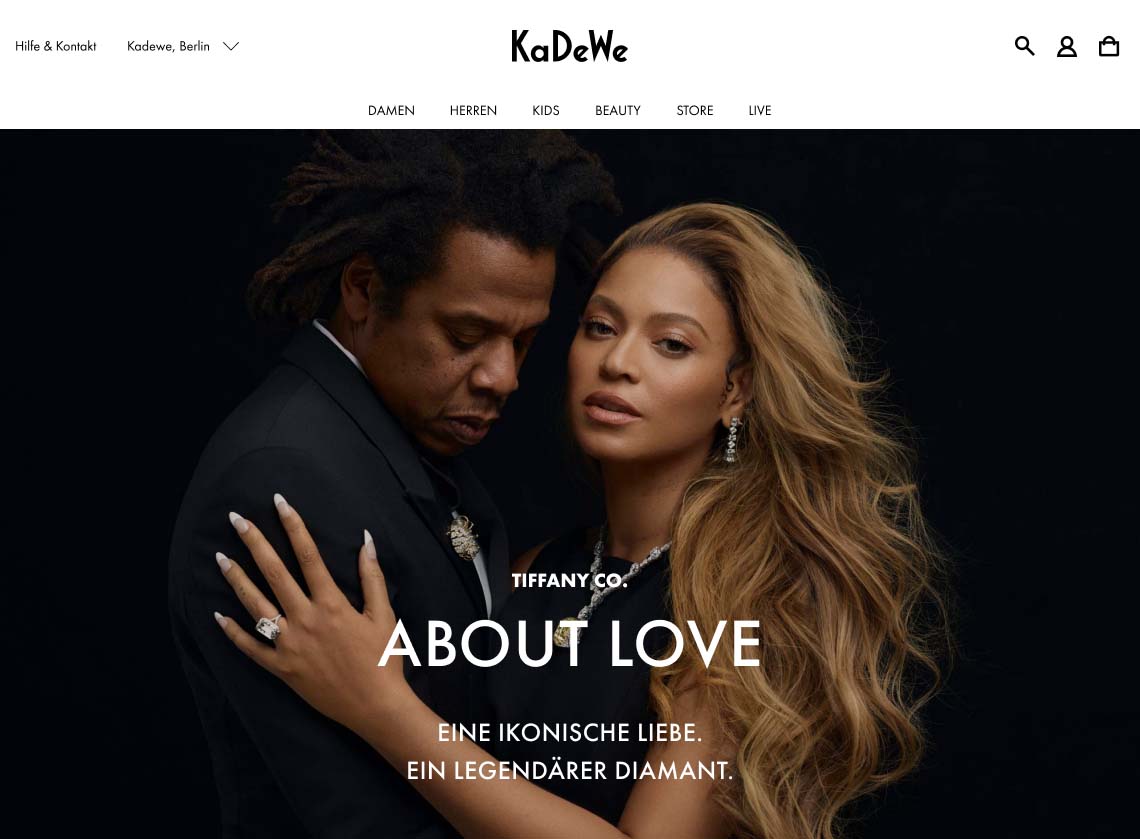 Hilfe & Kontakt
Kadewe, Berlin
KaDeWe
DAMEN
HERREN
KIDS
BEAUTY
STORE
LIVE
TIFFANY CO.
ABOUT LOVE
EINE IKONISCHE LIEBE.
EIN LEGENDÄRER DIAMANT.